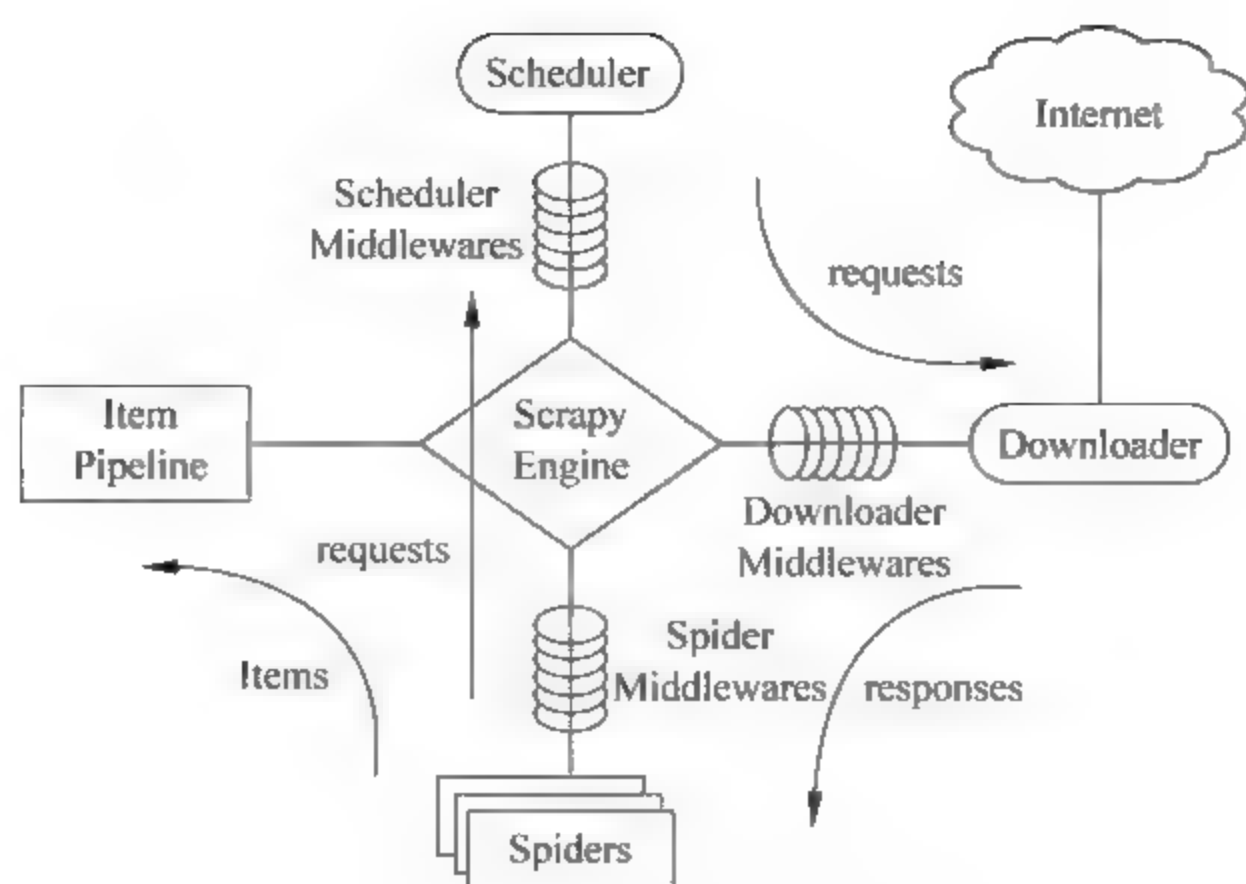 Scheduler
Internet
Scheduler
Middlewares
requests
Item
Pipeline
Scrapy
Engine
Downloader
Downloader
Middlewares
requests
Items
Spider
Middlewares
responses
Spiders